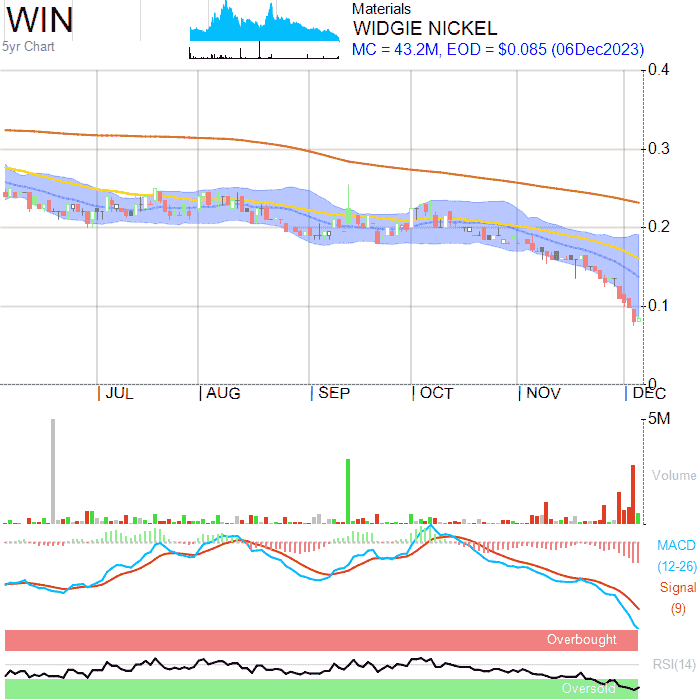 WIN
5yr Chart
Materials
WIDGIE NICKEL
MC = 43.2M, EOD = $0.085 (06Dec2023)
0.4
0.3
0.2
0.1
0
JUL AUG SEP OCT NOV DEC
5M
Volume
MACD
(12-26)
Signal
(9)
Overbought
RSI(14)
Oversold